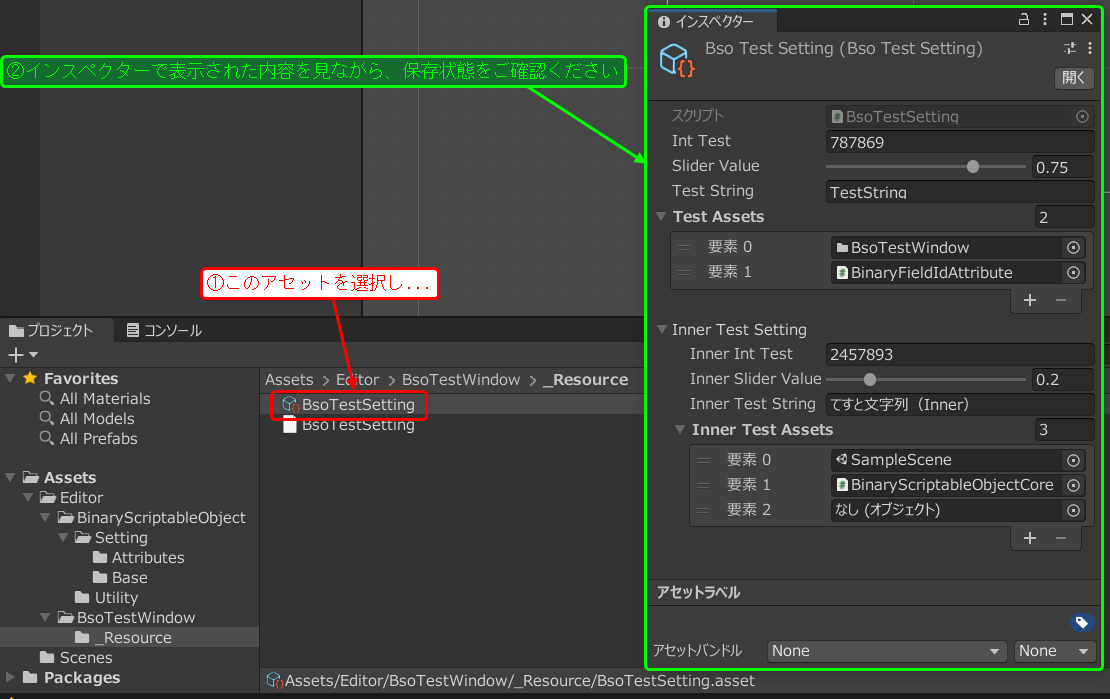 ②インスペクターで表示された内容を見ながら、保存状態をご確認ください
①このアセットを選択し...
プロジェクト
コンソール
Favorites
All Materials
All Models
All Prefabs
Assets
Editor
BinaryScriptableObject
Setting
Attributes
Base
Utility
BsoTestWindow
_Resource
Scenes
Packages
Assets > Editor > BsoTestWindow > _Resource
BsoTestSetting
BsoTestSetting
Assets/Editor/BsoTestWindow/_Resource/BsoTestSetting.asset
インスペクター
Bso Test Setting (Bso Test Setting)
開く
スクリプト BsoTestSetting
Int Test 787869
Slider Value 0.75
Test String TestString
Test Assets 2
要素 0 BsoTestWindow
要素 1 BinaryFieldIdAttribute
+ −
Inner Test Setting
Inner Int Test 2457893
Inner Slider Value 0.2
Inner Test String てすと文字列（Inner）
Inner Test Assets 3
要素 0 SampleScene
要素 1 BinaryScriptableObjectCore
要素 2 なし (オブジェクト)
+ −
アセットラベル
アセットバンドル None None